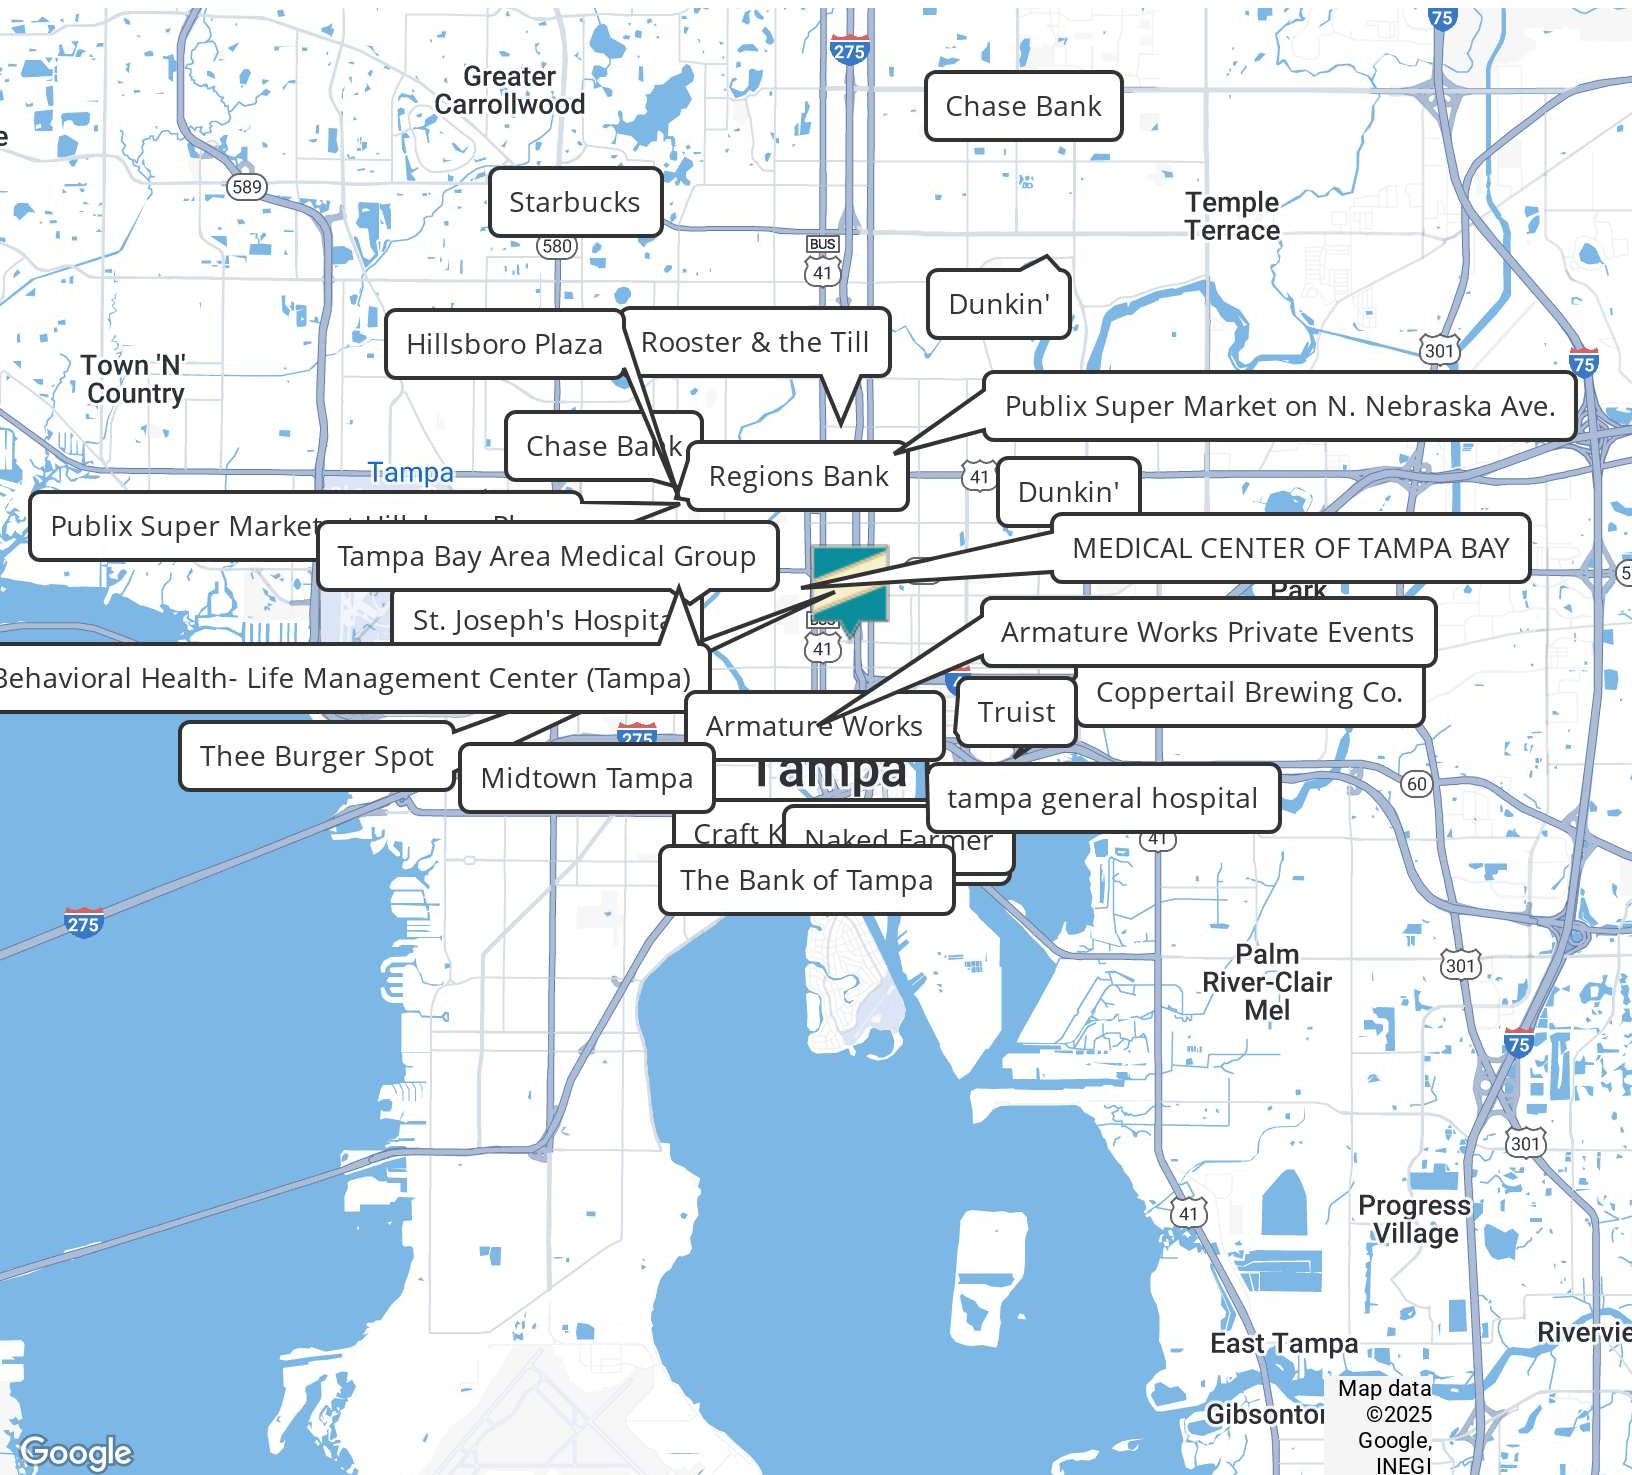 75
275
Greater
Carrollwood
Chase Bank
e
589
Starbucks
Temple
Terrace
580
BUS
41
Dunkin'
Hillsboro Plaza
Rooster & the Till
301
75
Town 'N'
Country
Publix Super Market on N. Nebraska Ave.
Chase Bank
Tampa
Regions Bank
41
Dunkin'
Publix Super Market
Tampa Bay Area Medical Group
MEDICAL CENTER OF TAMPA BAY
5
Park
St. Joseph's Hospita
BUS
41
Armature Works Private Events
Behavioral Health- Life Management Center (Tampa)
Coppertail Brewing Co.
Truist
Armature Works
275
Thee Burger Spot
Midtown Tampa
Tampa
60
tampa general hospital
Craft K
Naked Farmer
41
The Bank of Tampa
275
Palm
River-Clair
Mel
301
75
301
Progress
Village
41
Rivervie
East Tampa
Gibsonton
Map data
©2025
Google,
INEGI
Google